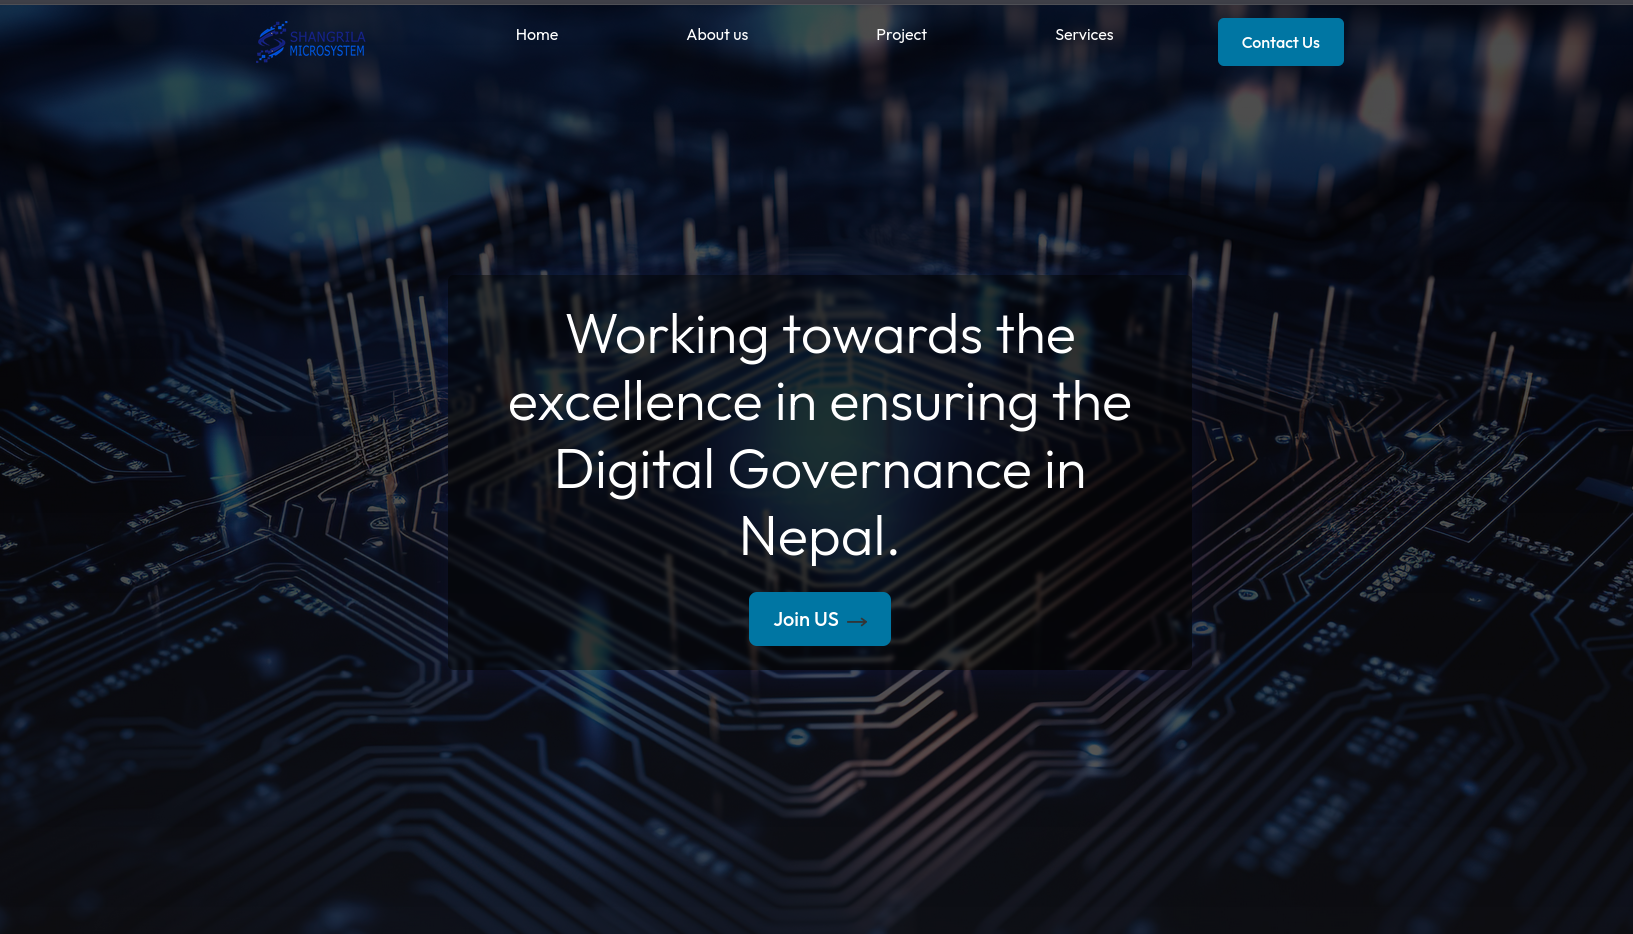 SHANGRILA
MICROSYSTEM
Home
About us
Project
Services
Contact Us
Working towards the
excellence in ensuring the
Digital Governance in
Nepal.
Join US →